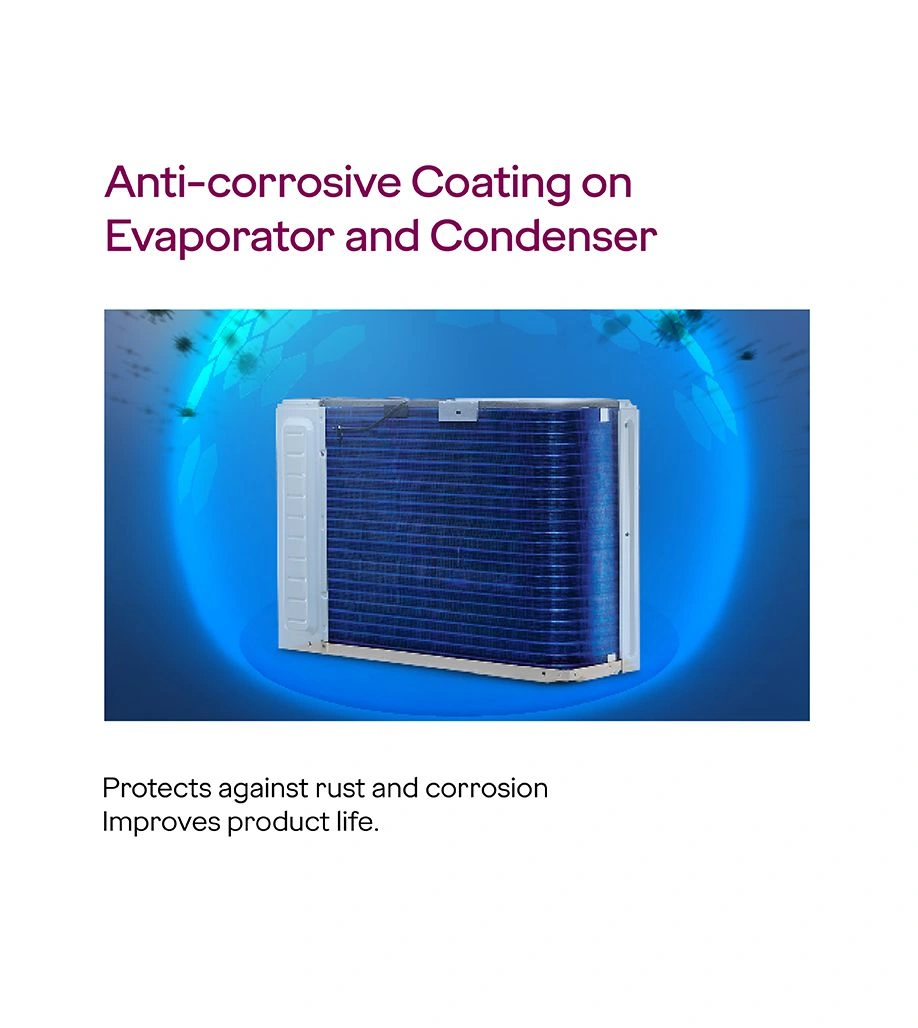 Anti-corrosive Coating on
Evaporator and Condenser
Protects against rust and corrosion
Improves product life.